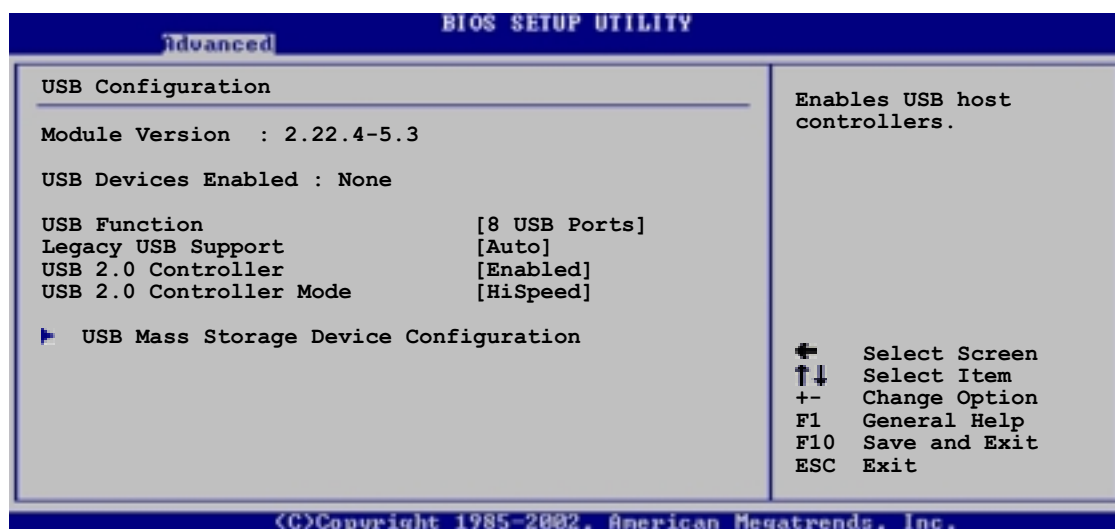 BIOS SETUP UTILITY
Advanced
USB Configuration
Module Version : 2.22.4-5.3
USB Devices Enabled : None
USB Function [8 USB Ports]
Legacy USB Support [Auto]
USB 2.0 Controller [Enabled]
USB 2.0 Controller Mode [HiSpeed]
USB Mass Storage Device Configuration
Enables USB host
controllers.
Select Screen
Select Item
+- Change Option
F1 General Help
F10 Save and Exit
ESC Exit
(C)Copyright 1985-2002, American Megatrends, Inc.